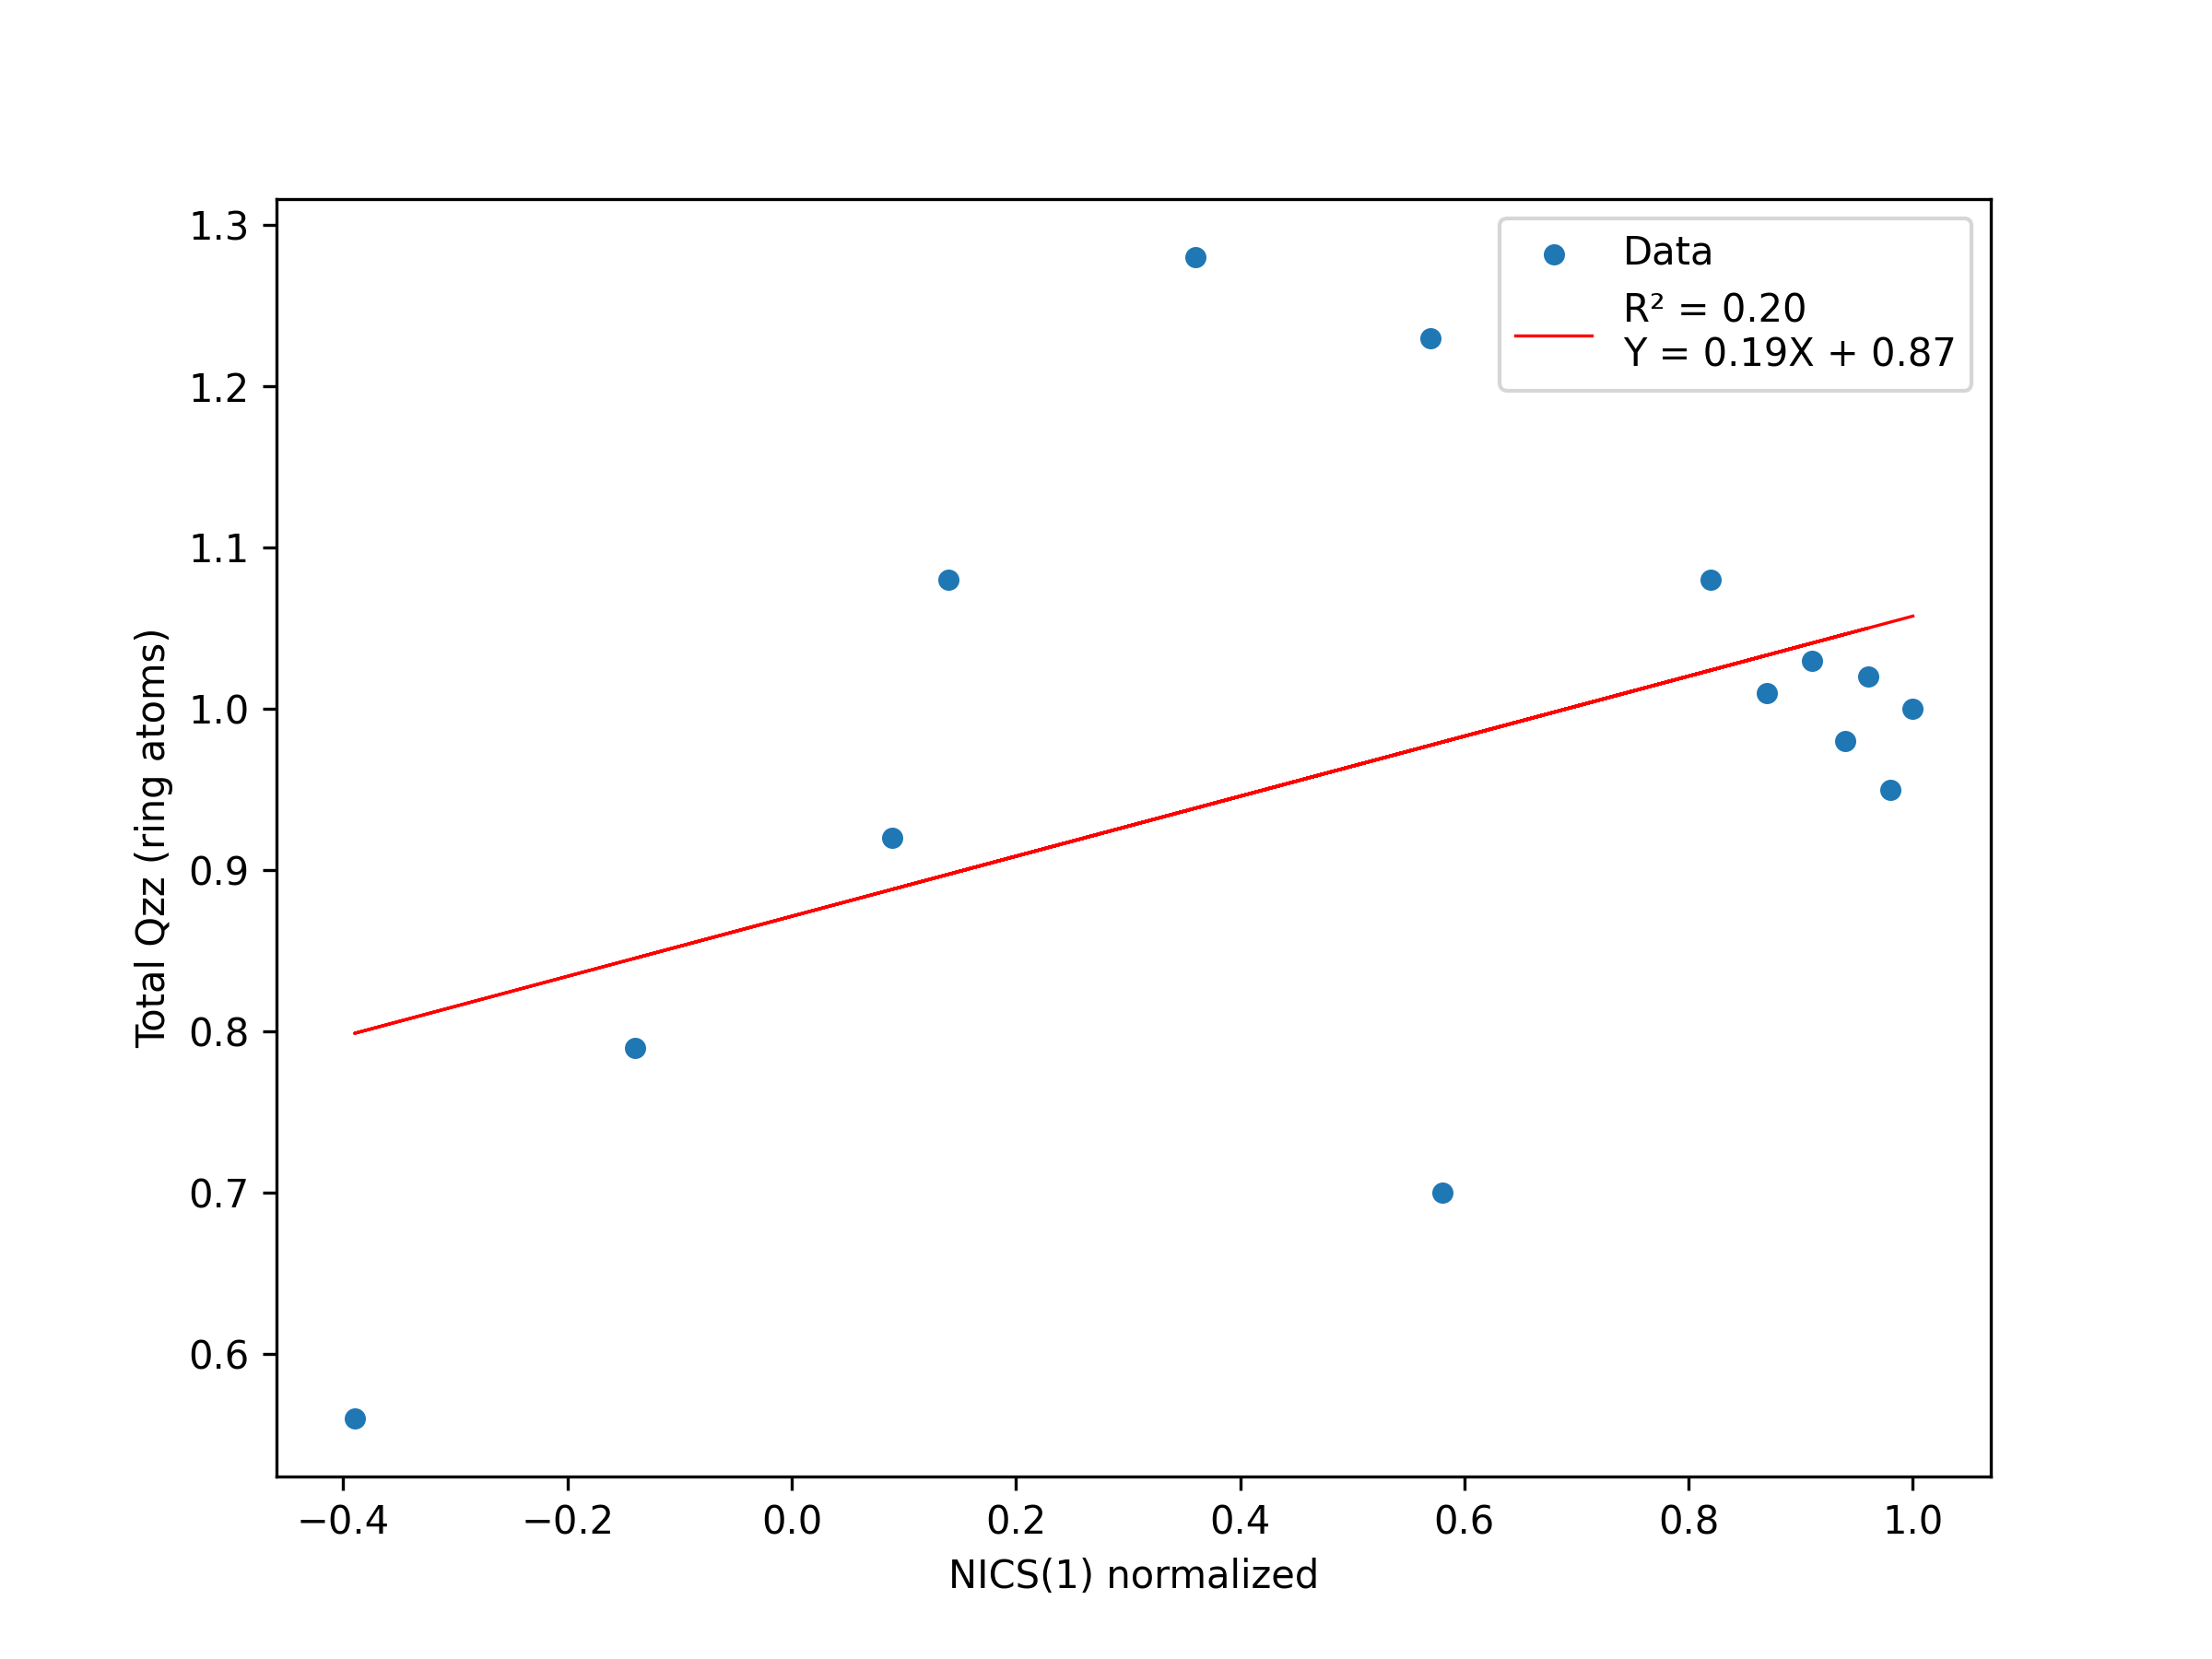 Data
R² = 0.20
Y = 0.19X + 0.87
1.3
1.2
1.1
1.0
0.9
0.8
0.7
0.6
Total Qzz (ring atoms)
−0.4 −0.2 0.0 0.2 0.4 0.6 0.8 1.0
NICS(1) normalized